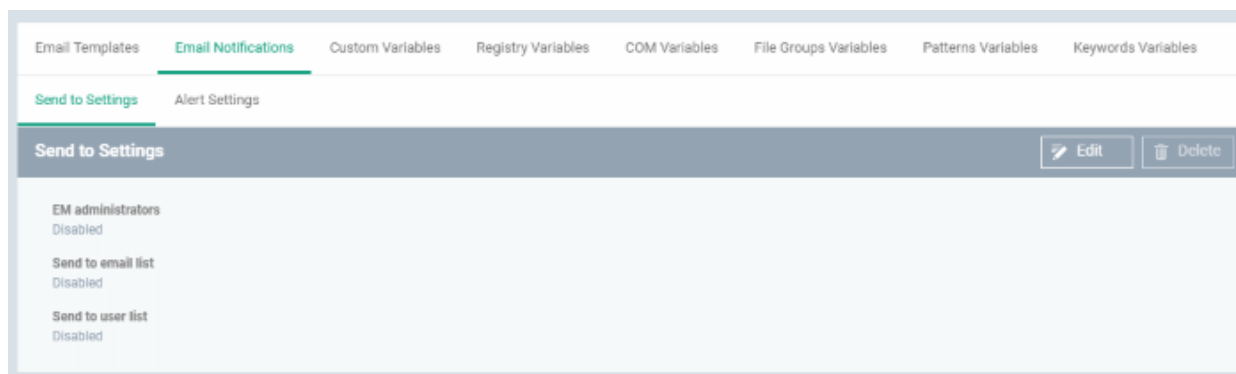 Email Templates Email Notifications Custom Variables Registry Variables COM Variables File Groups Variables Patterns Variables Keywords Variables
Send to Settings Alert Settings
Send to Settings Edit Delete
EM administrators
Disabled
Send to email list
Disabled
Send to user list
Disabled